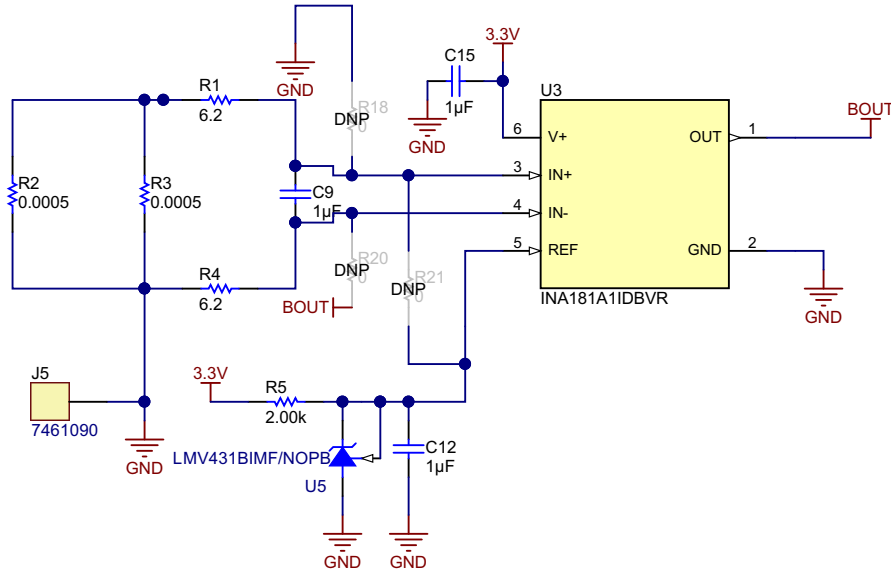 GND
R18
DNP
0
R1
6.2
R2
0.0005
R3
0.0005
C9
1µF
R4
6.2
R20
DNP
0
BOUT
R21
DNP
0
3.3V
C15
1µF
GND
U3
6 V+
3 IN+
4 IN-
5 REF
OUT 1
GND 2
INA181A1IDBVR
BOUT
GND
J5
7461090
GND
3.3V
R5
2.00k
LMV431BIMF/NOPB
U5
GND
C12
1µF
GND